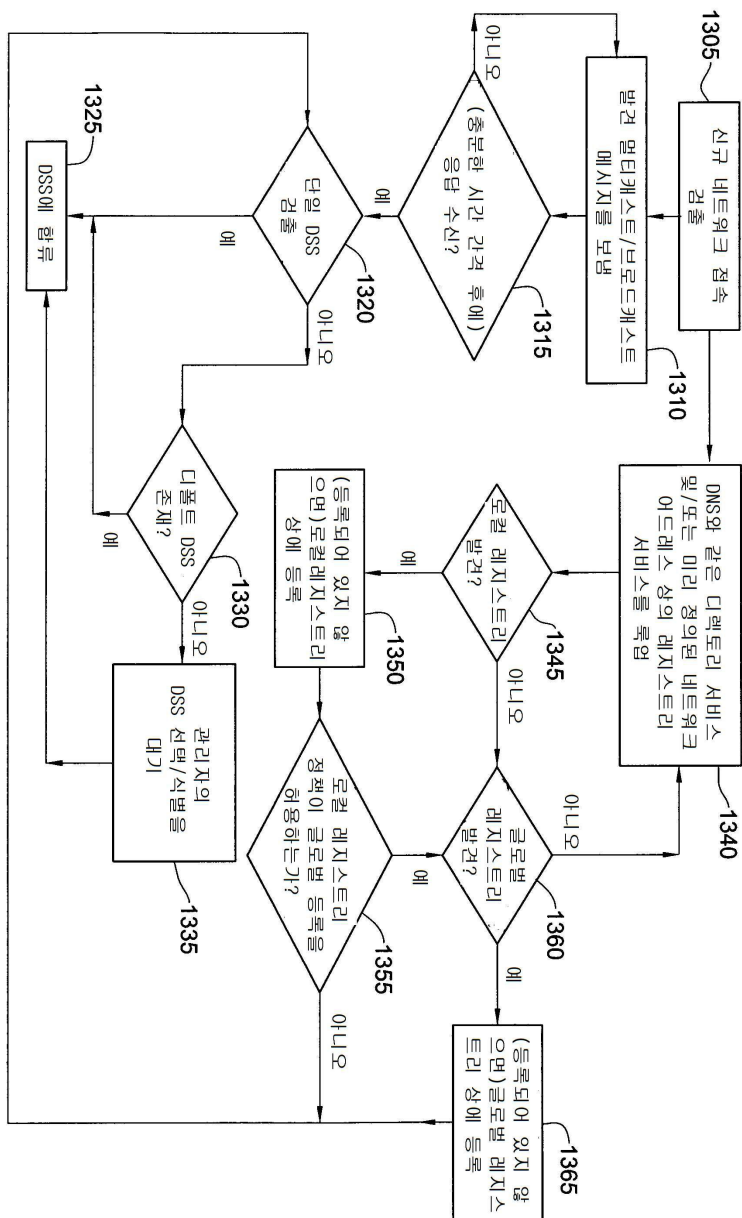 1305
신규 네트워크 접속
검출
발견 멀티캐스트/브로드캐스트
메시지를 보냄
1310
아니오
(충분한 시간 간격 후에)
응답 수신?
1315
예
단일 DSS
검출
1320
예
아니오
1325
DSS에 합류
디폴트 DSS
존재?
1330
예
아니오
관리자의
DSS 선택/식별을
대기
1335
DNS와 같은 디렉토리 서비스
및/또는 미리 정의된 네트워크
어드레스 상의 레지스트리
서비스를 룩업
1340
로컬 레지스트리
발견?
1345
예
아니오
(등록되어 있지 않
으면)로컬레지스트리
상에 등록
1350
로컬 레지스트리
정책이 글로벌 등록을
허용하는가?
1355
예
아니오
글로벌
레지스트리
발견?
1360
아니오
예
(등록되어 있지 않
으면)글로벌 레지스
트리 상에 등록
1365